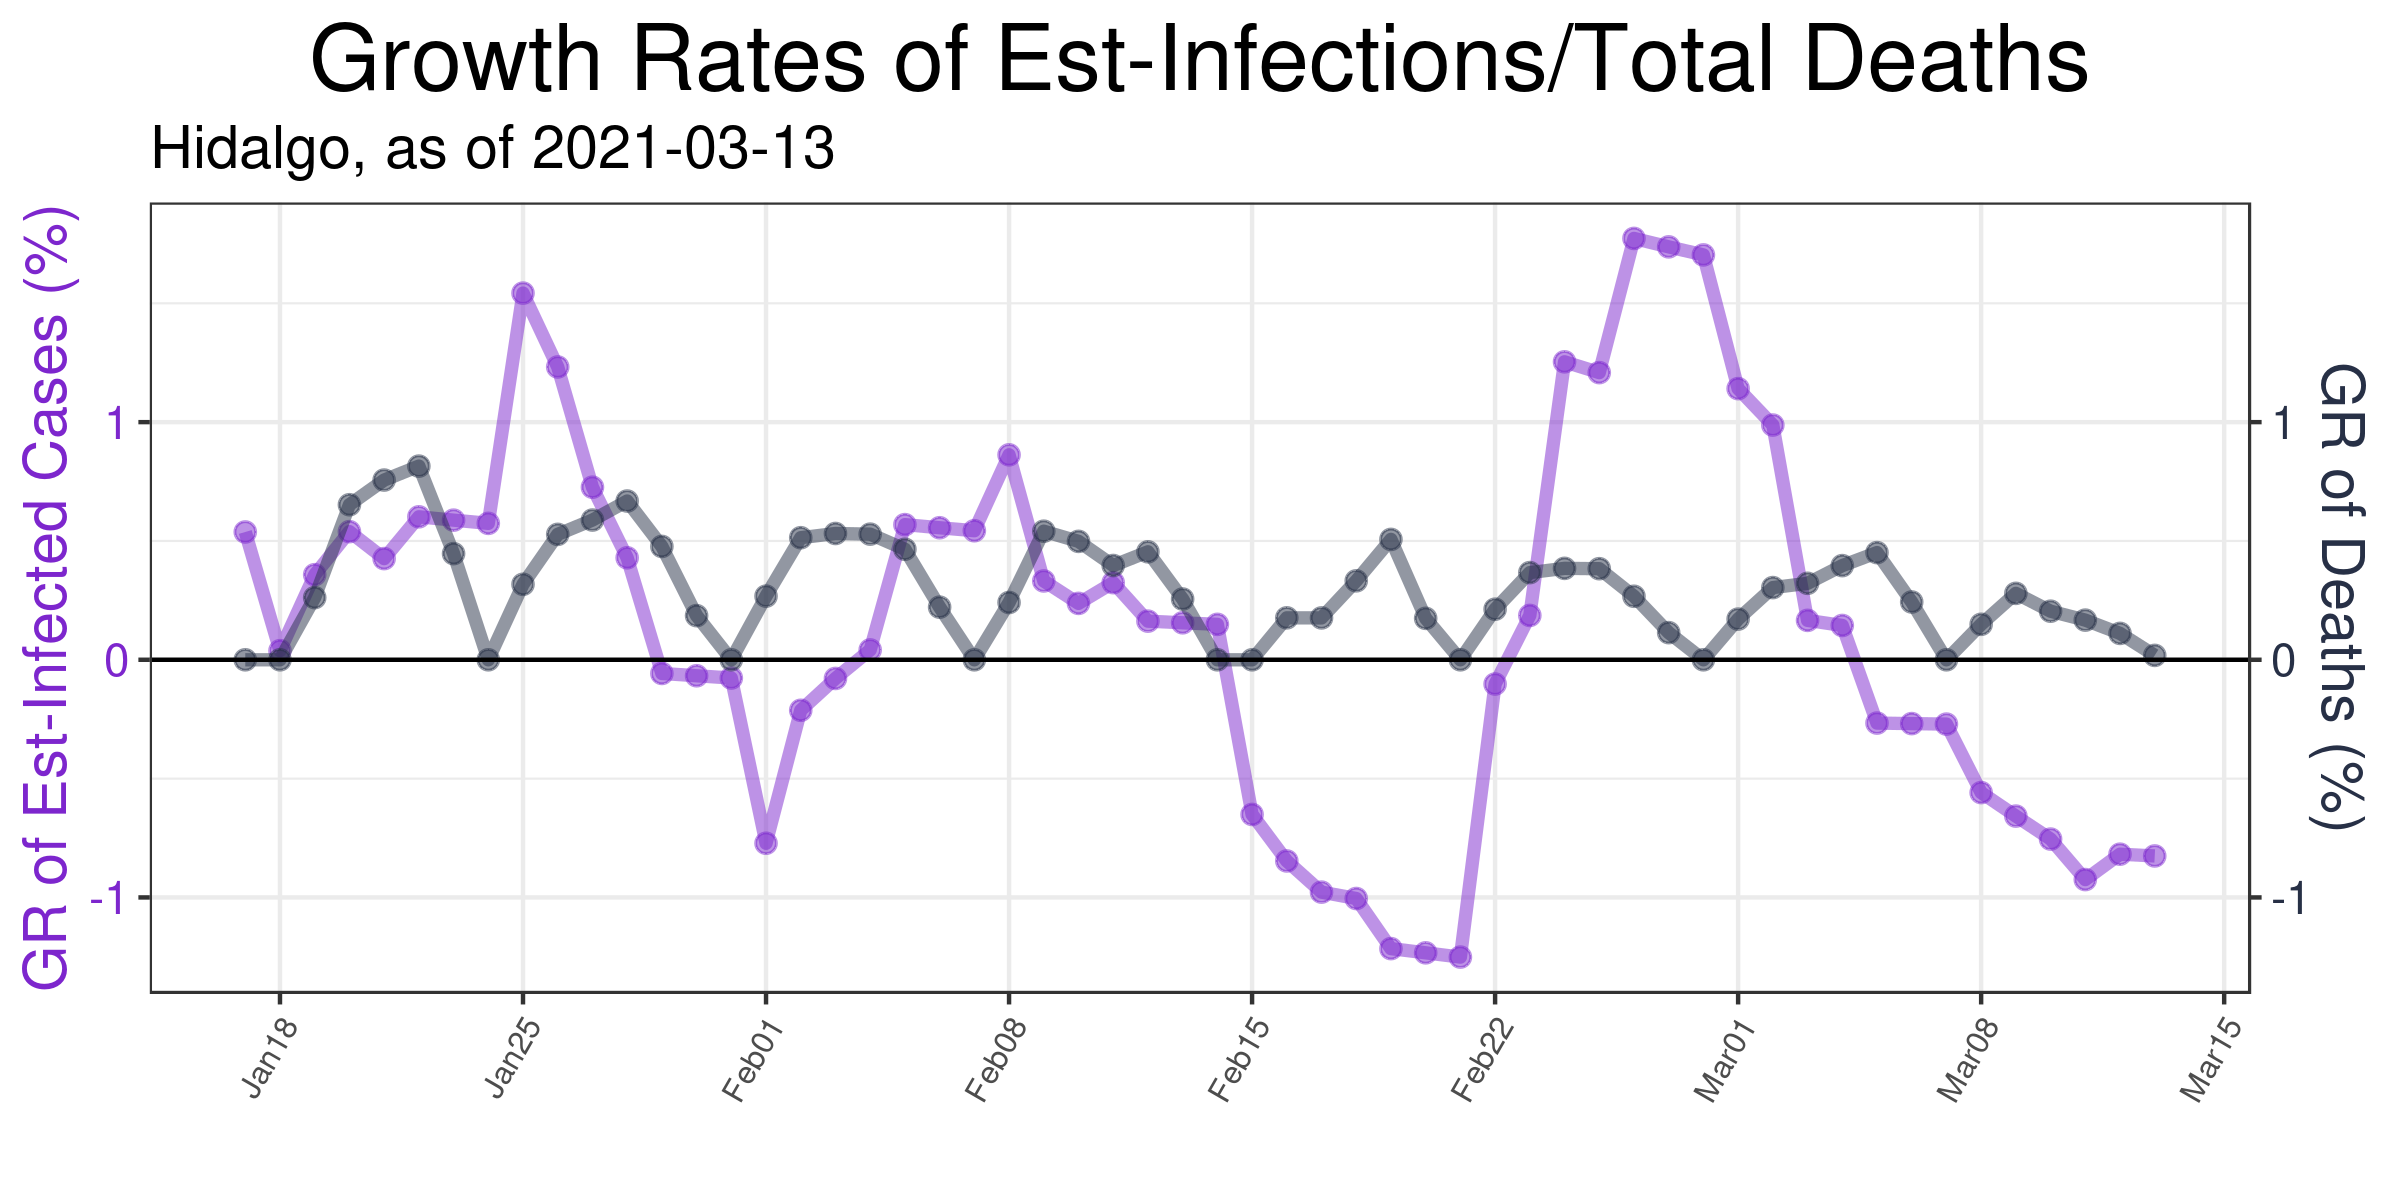 Growth Rates of Est-Infections/Total Deaths
Hidalgo, as of 2021-03-13
GR of Est-Infected Cases (%)
1
0
-1
1
0
-1
GR of Deaths (%)
Jan18
Jan25
Feb01
Feb08
Feb15
Feb22
Mar01
Mar08
Mar15